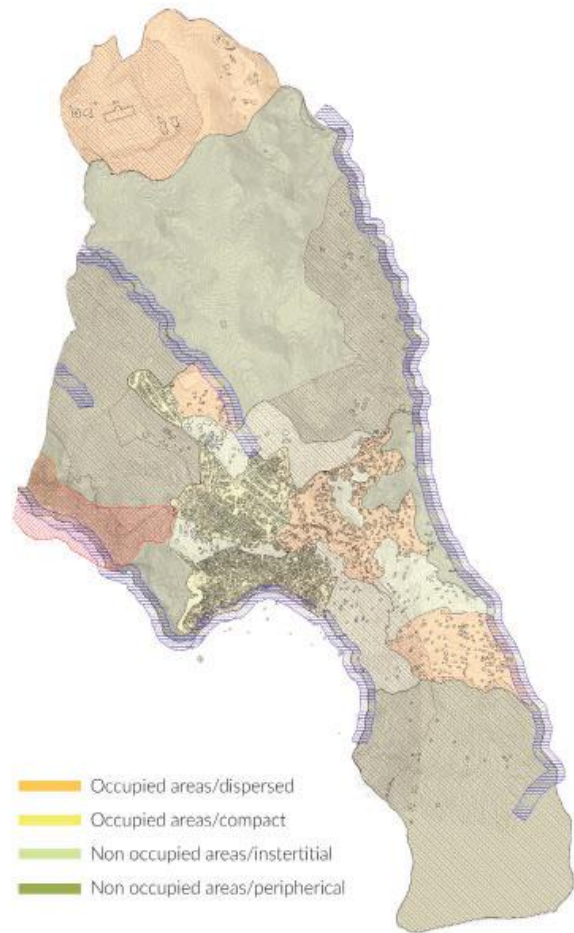 Occupied areas/dispersed
Occupied areas/compact
Non occupied areas/instertitial
Non occupied areas/peripherical